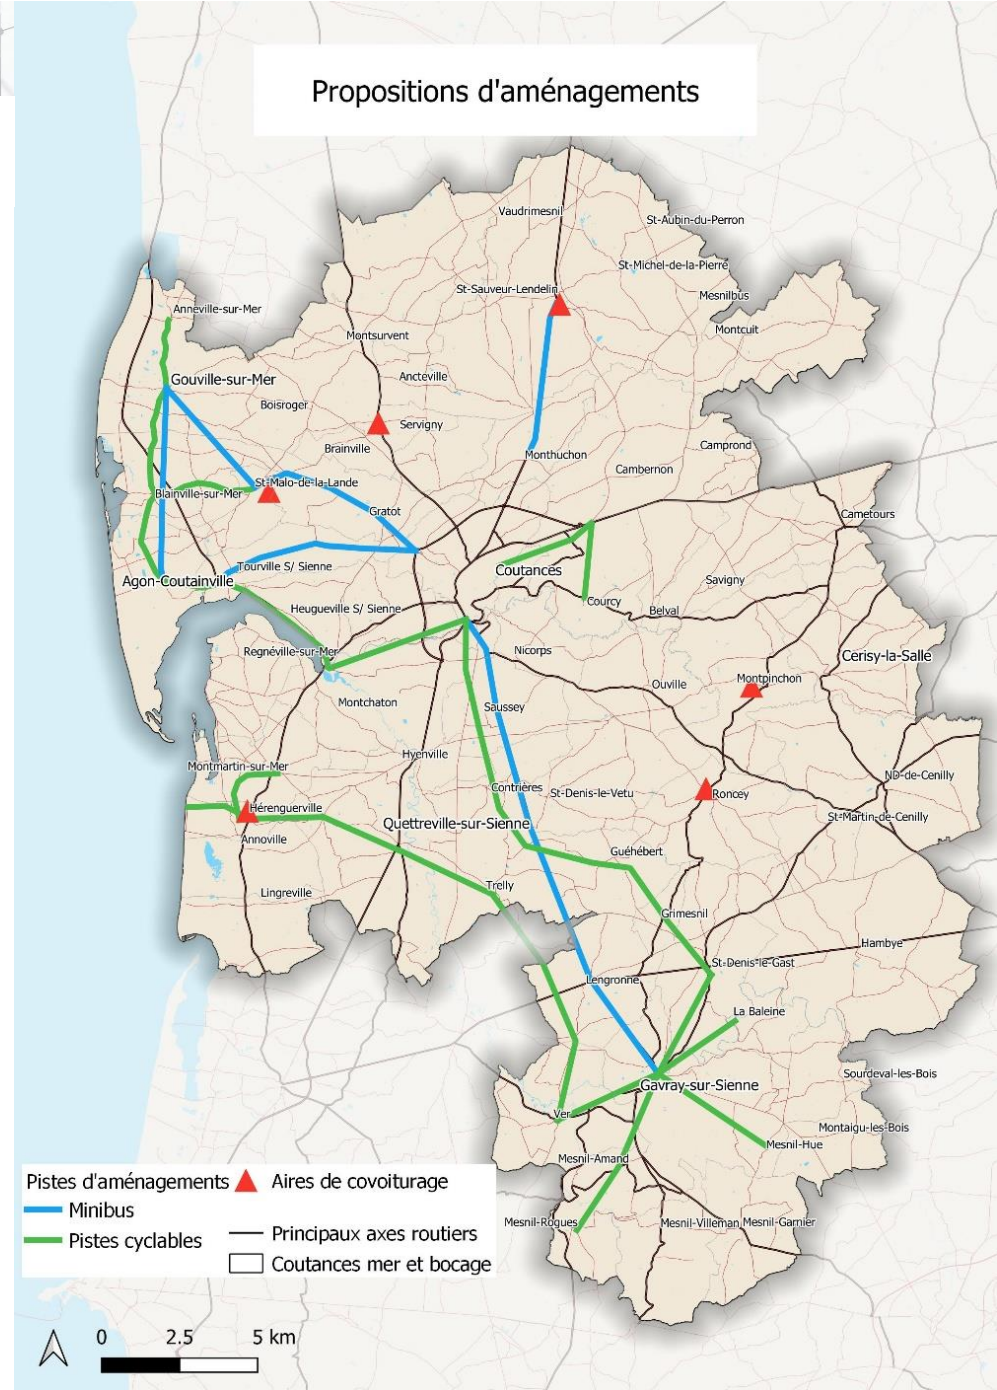 Propositions d'aménagements
Vaudrimesnil
St-Aubin-du-Perron
St-Michel-de-la-Pierre
St-Sauveur-Lendelin
Mesnilbus
Anneville-sur-Mer
Montcuit
Montsurvent
Gouville-sur-Mer
Ancteville
Boisroger
Servigny
Brainville
Camprond
Monthuchon
Cambernon
St-Malo-de-la-Lande
Blainville-sur-Mer
Gratot
Cametours
Tourville S/ Sienne
Coutances
Agon-Coutainville
Savigny
Courcy
Heugueville S/ Sienne
Belval
Regnéville-sur-Mer
Nicorps
Cerisy-la-Salle
Montpinchon
Ouville
Montchaton
Saussey
Hyenville
Montmartin-sur-Mer
ND-de-Cenilly
Contrières
St-Denis-le-Vetu
Roncey
Hérenguerville
St-Martin-de-Cenilly
Quettreville-sur-Sienne
Annoville
Guéhébert
Trelly
Lingreville
Grimesnil
Hambye
St-Denis-le-Gast
Lengronne
La Baleine
Sourdeval-les-Bois
Gavray-sur-Sienne
Ver
Montaigu-les-Bois
Mesnil-Hue
Mesnil-Amand
Mesnil-Rogues
Mesnil-Villeman
Mesnil-Garnier
Pistes d'aménagements
Aires de covoiturage
Minibus
Pistes cyclables
Principaux axes routiers
Coutances mer et bocage
0 2.5 5 km